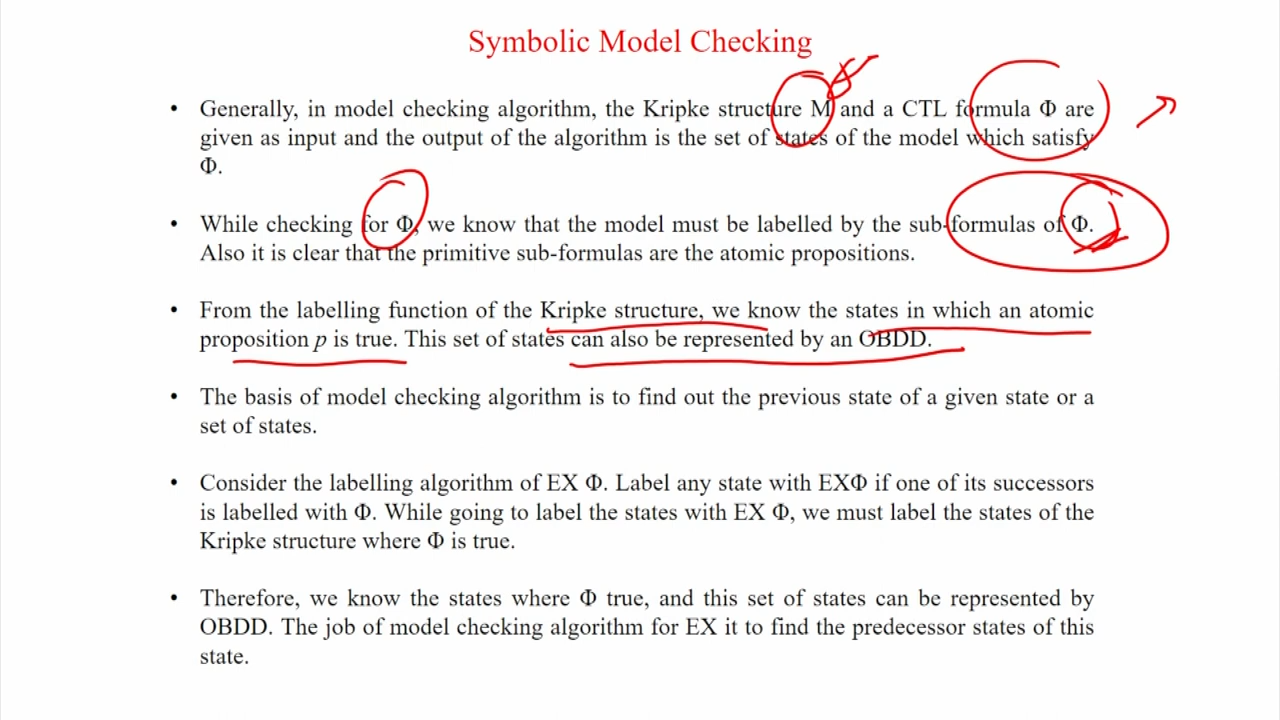 Symbolic Model Checking
• Generally, in model checking algorithm, the Kripke structure M and a CTL formula Φ are
given as input and the output of the algorithm is the set of states of the model which satisfy
Φ.
• While checking for Φ, we know that the model must be labelled by the sub-formulas of Φ.
Also it is clear that the primitive sub-formulas are the atomic propositions.
• From the labelling function of the Kripke structure, we know the states in which an atomic
proposition p is true. This set of states can also be represented by an OBDD.
• The basis of model checking algorithm is to find out the previous state of a given state or a
set of states.
• Consider the labelling algorithm of EX Φ. Label any state with EXΦ if one of its successors
is labelled with Φ. While going to label the states with EX Φ, we must label the states of the
Kripke structure where Φ is true.
• Therefore, we know the states where Φ true, and this set of states can be represented by
OBDD. The job of model checking algorithm for EX it to find the predecessor states of this
state.